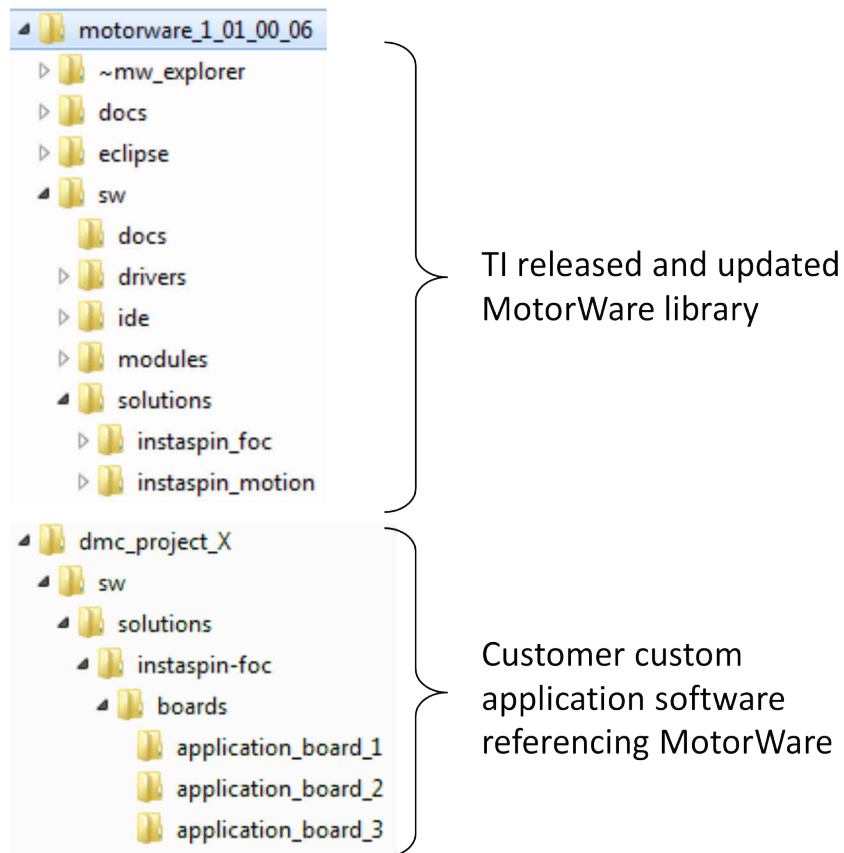 motorware_1_01_00_06
~mw_explorer
docs
eclipse
sw
docs
drivers
ide
modules
solutions
instaspin_foc
instaspin_motion
TI released and updated
MotorWare library
dmc_project_X
sw
solutions
instaspin-foc
boards
application_board_1
application_board_2
application_board_3
Customer custom
application software
referencing MotorWare